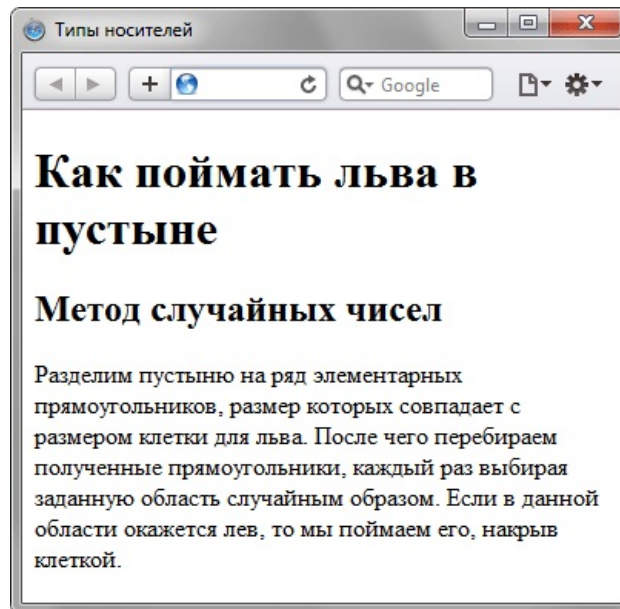 Типы носителей
Google
Как поймать льва в
пустыне
Метод случайных чисел
Разделим пустыню на ряд элементарных
прямоугольников, размер которых совпадает с
размером клетки для льва. После чего перебираем
полученные прямоугольники, каждый раз выбирая
заданную область случайным образом. Если в данной
области окажется лев, то мы поймаем его, накрыв
клеткой.